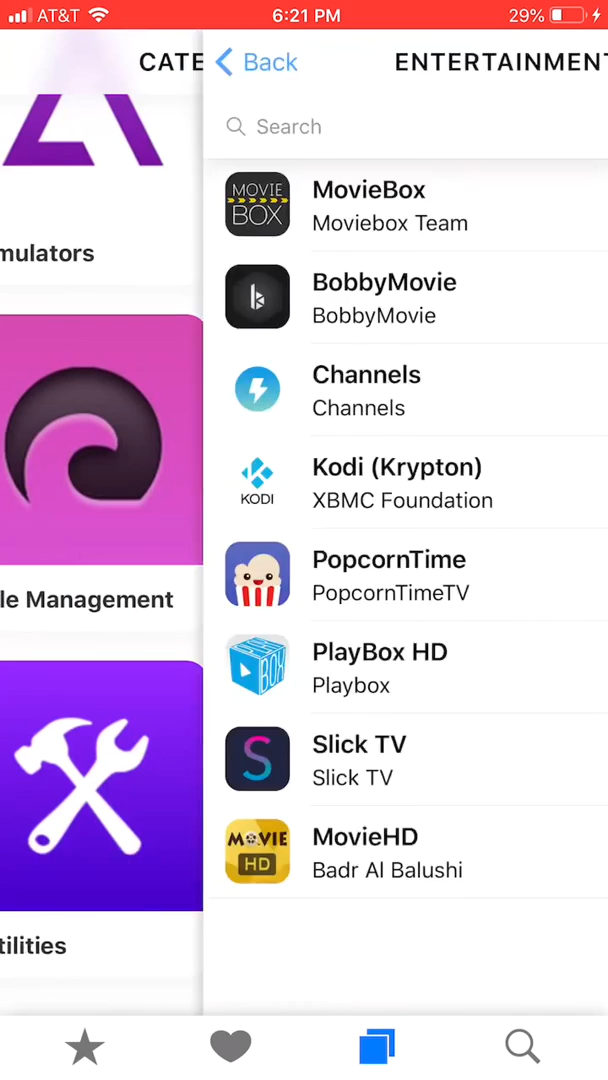 AT&T
6:21 PM
29%
CATE
Back
ENTERTAINMENT
Search
mulators
le Management
tilities
MOVIE
BOX
MovieBox
Moviebox Team
BobbyMovie
BobbyMovie
Channels
Channels
KODI
Kodi (Krypton)
XBMC Foundation
PopcornTime
PopcornTimeTV
BOX
PlayBox HD
Playbox
S
Slick TV
Slick TV
MOVIE
HD
MovieHD
Badr Al Balushi